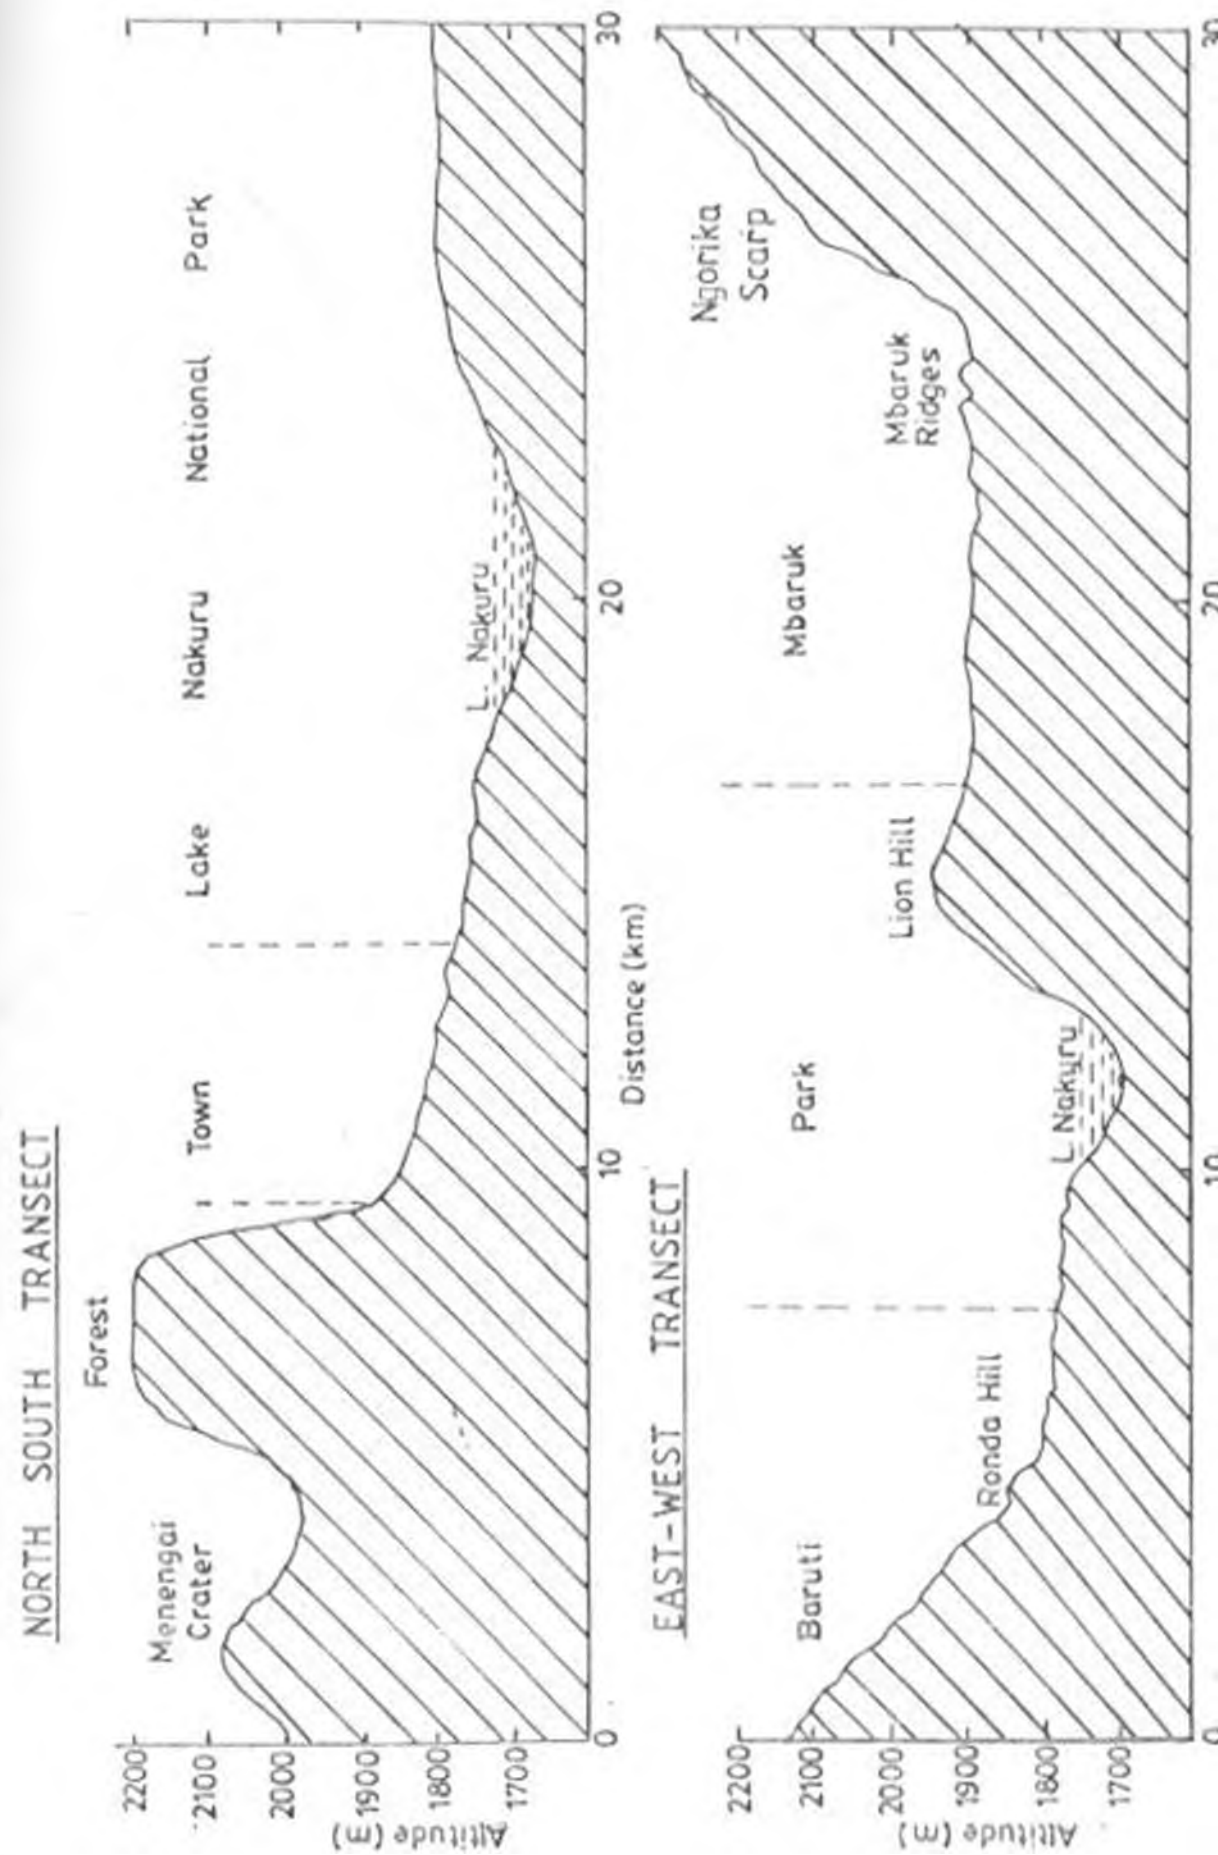 NORTH SOUTH TRANSECT
Altitude (m)
2200
2100
2000
1900
1800
1700
Menengai
Crater
Forest
Town
Lake Nakuru National Park
L. Nakuru
0 10 20 30
Distance (km)
EAST-WEST TRANSECT
Altitude (m)
2200
2100
2000
1900
1800
1700
Baruti
Ronda Hill
Park
L. Nakuru
Lion Hill
Mbaruk
Mbaruk
Ridges
Ngorika
Scarp
0 10 20 30